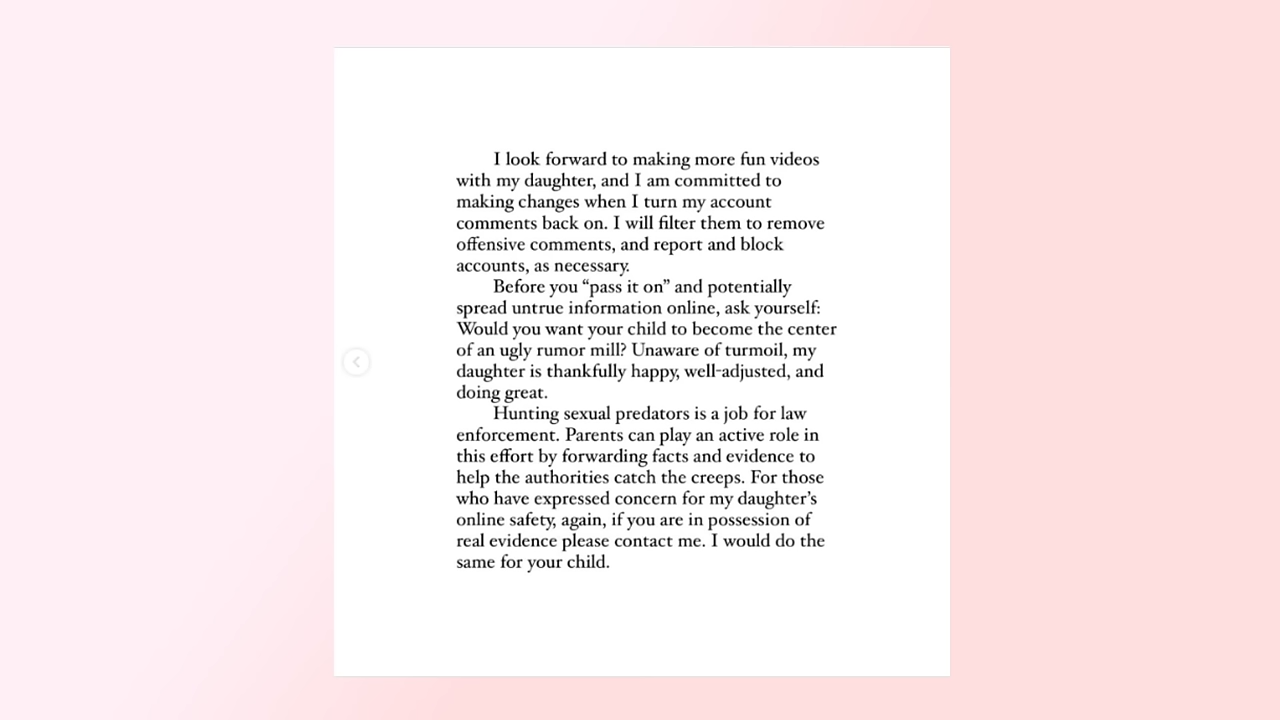 I look forward to making more fun videos
with my daughter, and I am committed to
making changes when I turn my account
comments back on. I will filter them to remove
offensive comments, and report and block
accounts, as necessary.
Before you “pass it on” and potentially
spread untrue information online, ask yourself:
Would you want your child to become the center
of an ugly rumor mill? Unaware of turmoil, my
daughter is thankfully happy, well-adjusted, and
doing great.
Hunting sexual predators is a job for law
enforcement. Parents can play an active role in
this effort by forwarding facts and evidence to
help the authorities catch the creeps. For those
who have expressed concern for my daughter’s
online safety, again, if you are in possession of
real evidence please contact me. I would do the
same for your child.